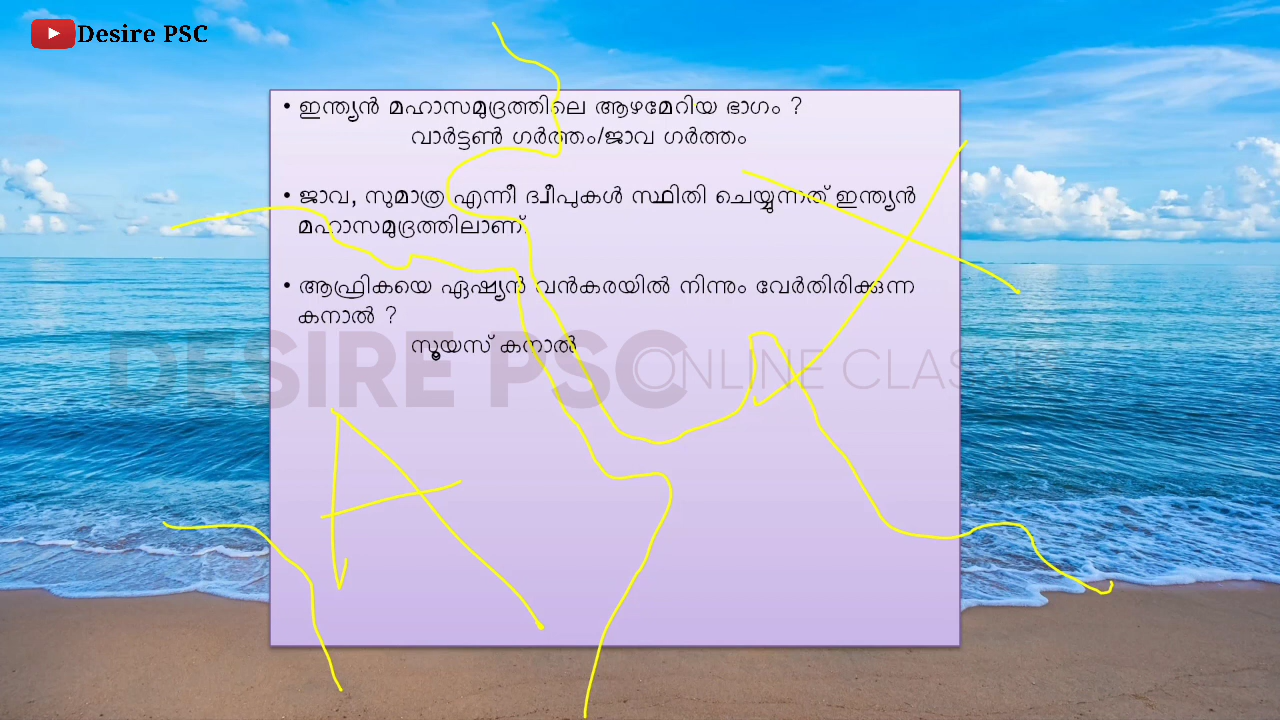 Desire PSC
• ഇന്ത്യൻ മഹാസമുദ്രത്തിലെ ആഴമേറിയ ഭാഗം ?
വാർട്ടൺ ഗർത്തം/ജാവ ഗർത്തം
• ജാവ, സുമാത്ര എന്നീ ദ്വീപുകൾ സ്ഥിതി ചെയ്യുന്നത് ഇന്ത്യൻ
മഹാസമുദ്രത്തിലാണ്.
• ആഫ്രികയെ ഏഷ്യൻ വൻകരയിൽ നിന്നും വേർതിരിക്കുന്ന
കനാൽ ?
സൂയസ് കനാൽ
DESIRE PSC ONLINE CLASS
A